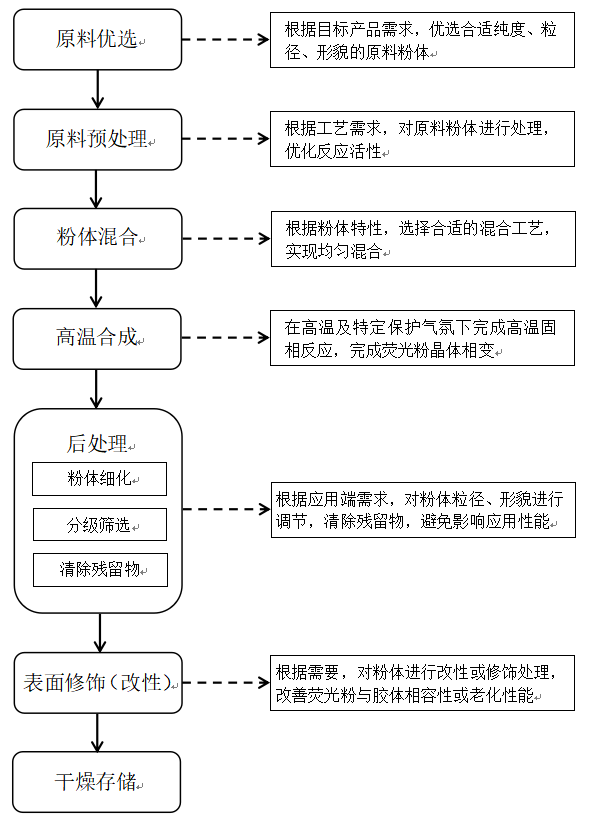 原料优选
根据目标产品需求，优选合适纯度、粒
径、形貌的原料粉体
原料预处理
根据工艺需求，对原料粉体进行处理，
优化反应活性
粉体混合
根据粉体特性，选择合适的混合工艺，
实现均匀混合
高温合成
在高温及特定保护气氛下完成高温固
相反应，完成荧光粉晶体相变
后处理
粉体细化
分级筛选
清除残留物
根据应用端需求，对粉体粒径、形貌进行
调节，清除残留物，避免影响应用性能
表面修饰（改性）
根据需要，对粉体进行改性或修饰处理，
改善荧光粉与胶体相容性或老化性能
干燥存储